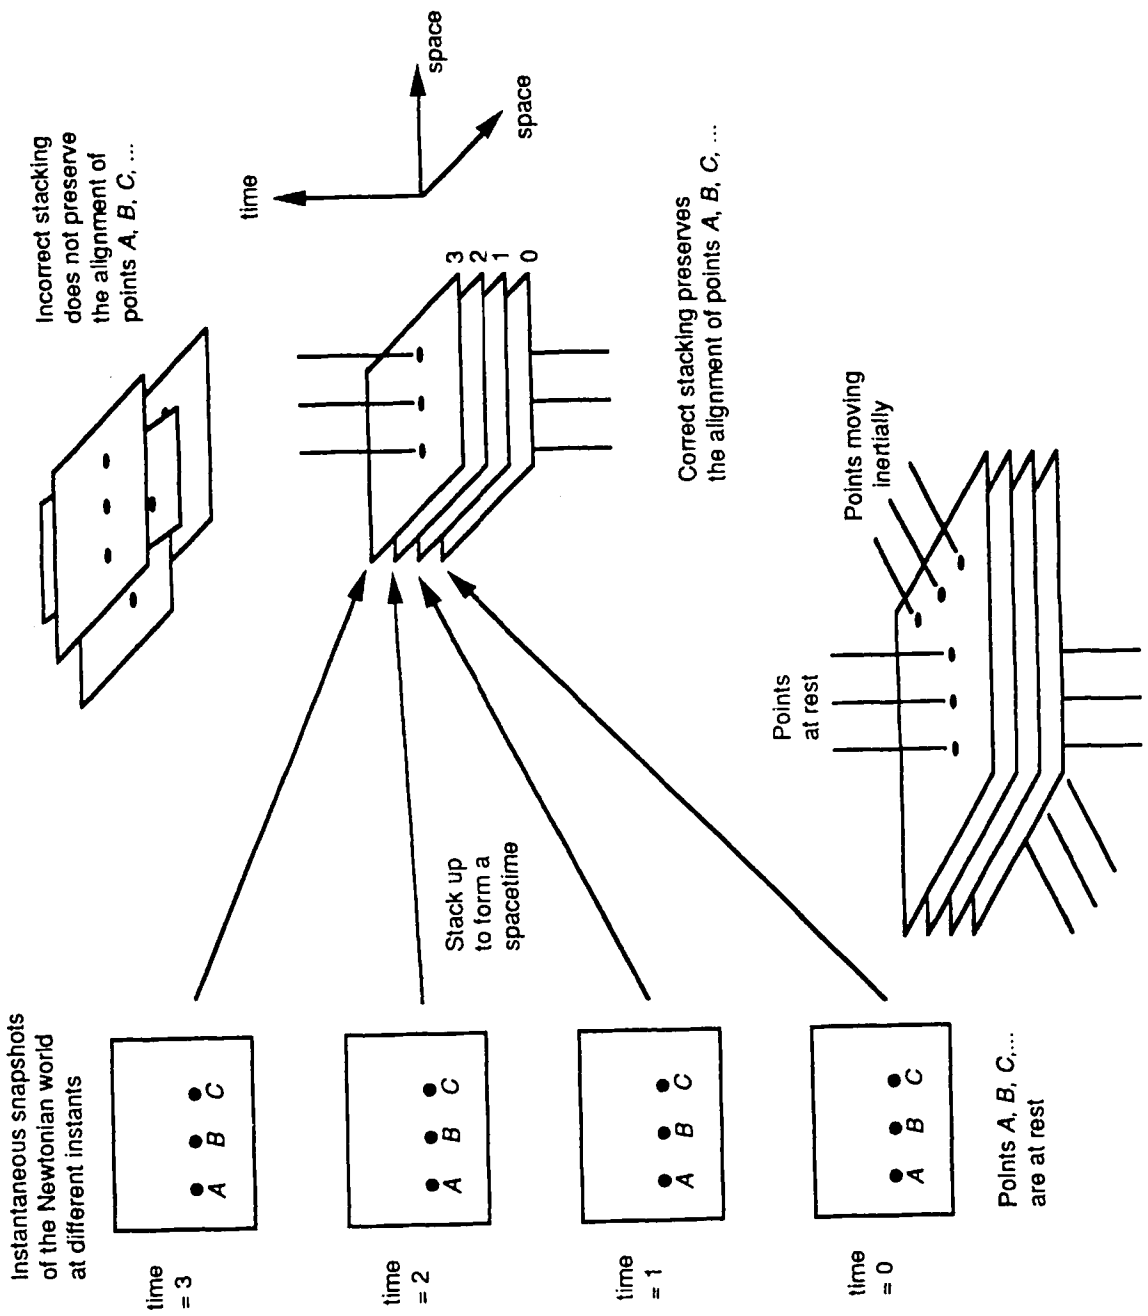 Instantaneous snapshots
of the Newtonian world
at different instants
time
= 3
A B C
time
= 2
A B C
time
= 1
A B C
time
= 0
A B C
Points A, B, C,...
are at rest
Stack up
to form a
spacetime
Incorrect stacking
does not preserve
the alignment of
points A, B, C, ...
3
2
1
0
time
space
space
Correct stacking preserves
the alignment of points A, B, C, ...
Points
at rest
Points moving
inertially